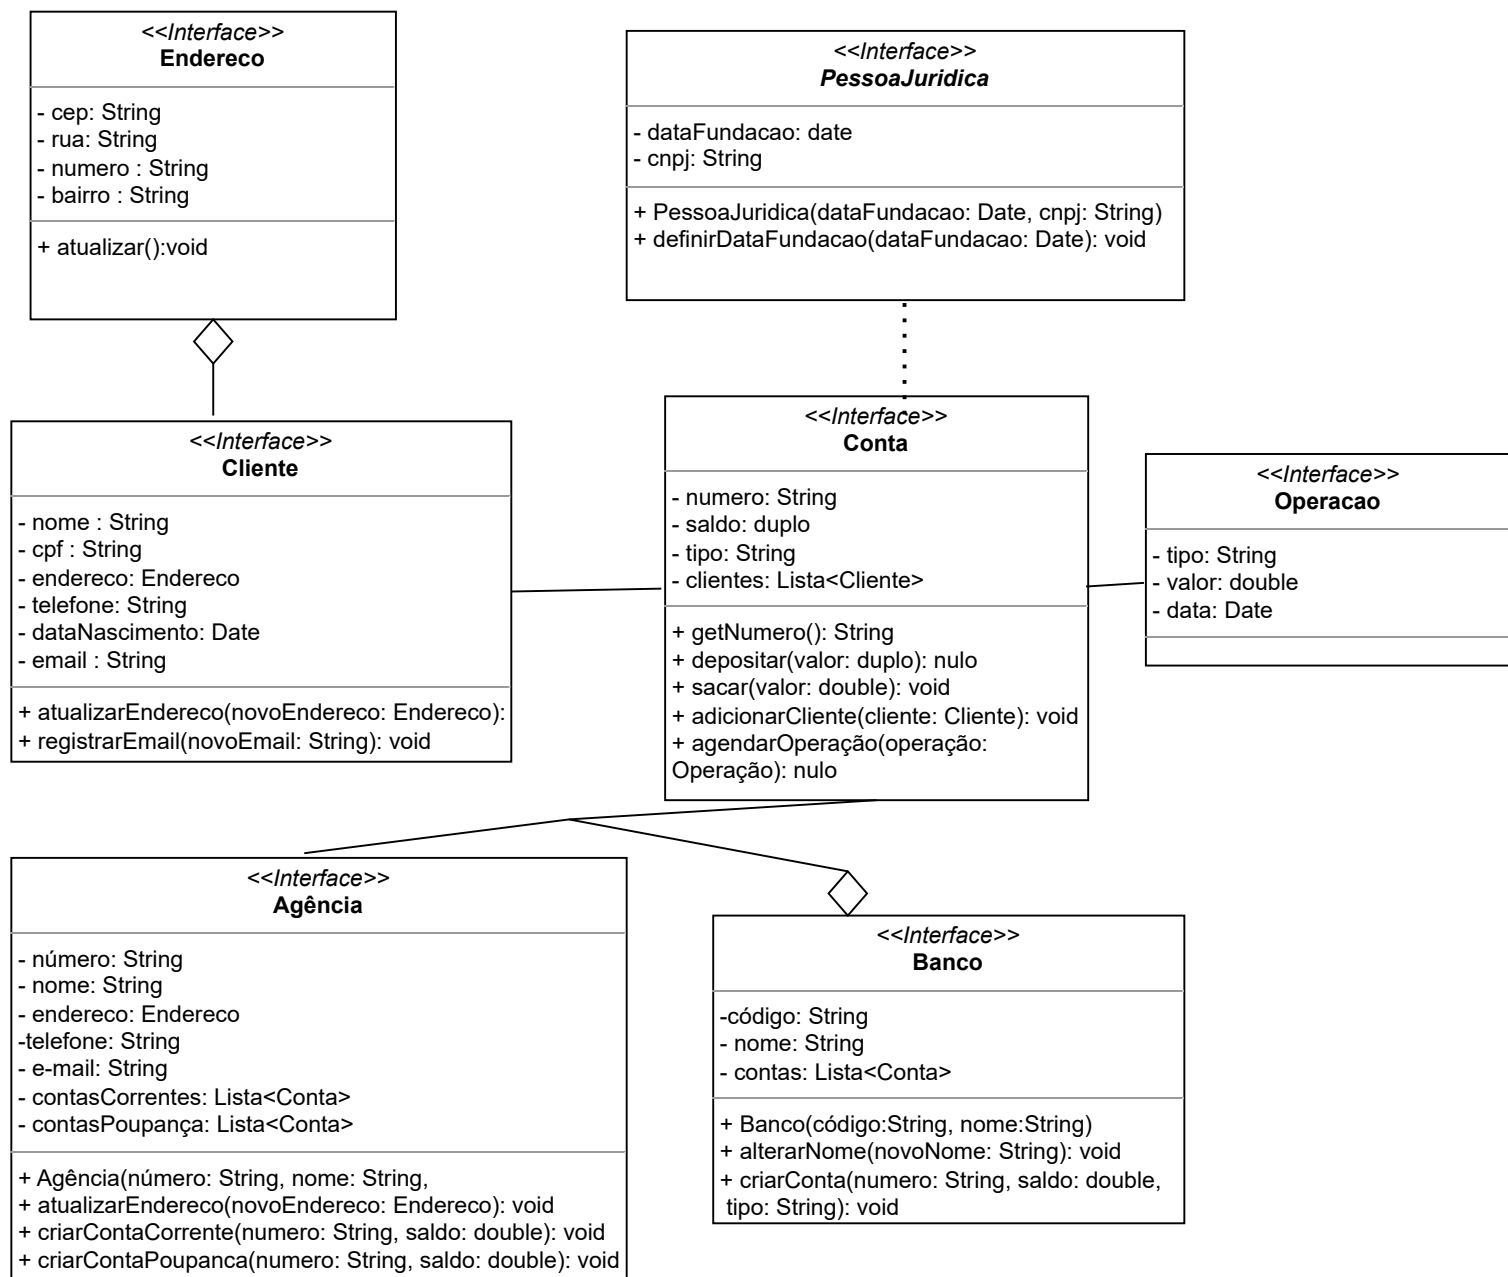 <<Interface>>
Endereco
- cep: String
- rua: String
- numero : String
- bairro : String
+ atualizar():void
<<Interface>>
PessoaJuridica
- dataFundacao: date
- cnpj: String
+ PessoaJuridica(dataFundacao: Date, cnpj: String)
+ definirDataFundacao(dataFundacao: Date): void
<<Interface>>
Cliente
- nome : String
- cpf : String
- endereco: Endereco
- telefone: String
- dataNascimento: Date
- email : String
+ atualizarEndereco(novoEndereco: Endereco):
+ registrarEmail(novoEmail: String): void
<<Interface>>
Conta
- numero: String
- saldo: duplo
- tipo: String
- clientes: Lista<Cliente>
+ getNumero(): String
+ depositar(valor: duplo): nulo
+ sacar(valor: double): void
+ adicionarCliente(cliente: Cliente): void
+ agendarOperação(operação:
Operação): nulo
<<Interface>>
Operacao
- tipo: String
- valor: double
- data: Date
<<Interface>>
Agência
- número: String
- nome: String
- endereco: Endereco
-telefone: String
- e-mail: String
- contasCorrentes: Lista<Conta>
- contasPoupança: Lista<Conta>
+ Agência(número: String, nome: String,
+ atualizarEndereco(novoEndereco: Endereco): void
+ criarContaCorrente(numero: String, saldo: double): void
+ criarContaPoupanca(numero: String, saldo: double): void
<<Interface>>
Banco
-código: String
- nome: String
- contas: Lista<Conta>
+ Banco(código:String, nome:String)
+ alterarNome(novoNome: String): void
+ criarConta(numero: String, saldo: double,
tipo: String): void